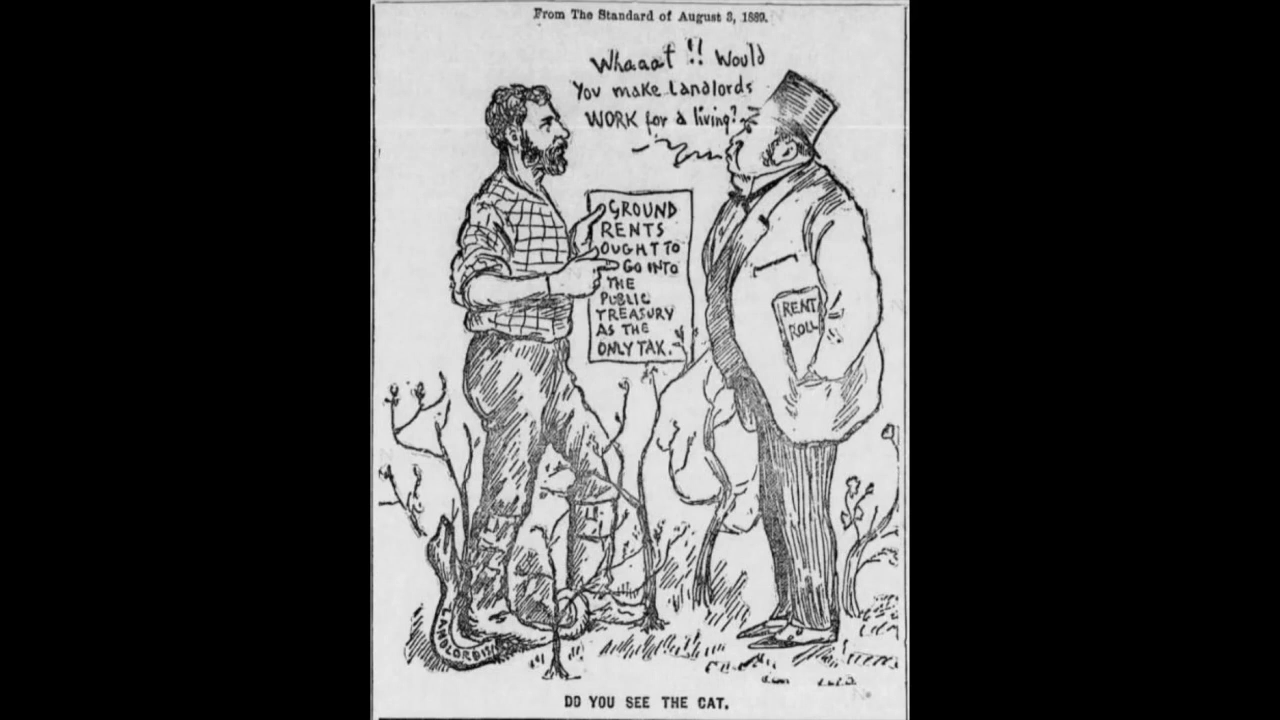 From The Standard of August 3, 1889.
Whaaat !! Would
You make Landlords
WORK for a living?
GROUND
RENTS
OUGHT TO
GO INTO
THE
PUBLIC
TREASURY
AS THE
ONLY TAX.
RENT
ROLL
LANDLORDISM
DO YOU SEE THE CAT.